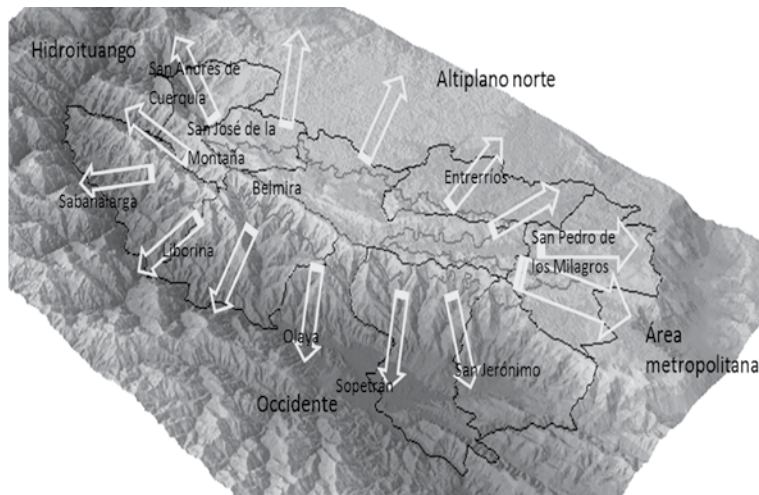 Hidroituango
San Andrés de
Cuerquia
Altiplano norte
San José de la
Montaña
Entrerríos
Belmira
Sabanalarga
San Pedro de
los Milagros
Liborina
Olaya
Área
metropolitana
San Jerónimo
Sopetrán
Occidente